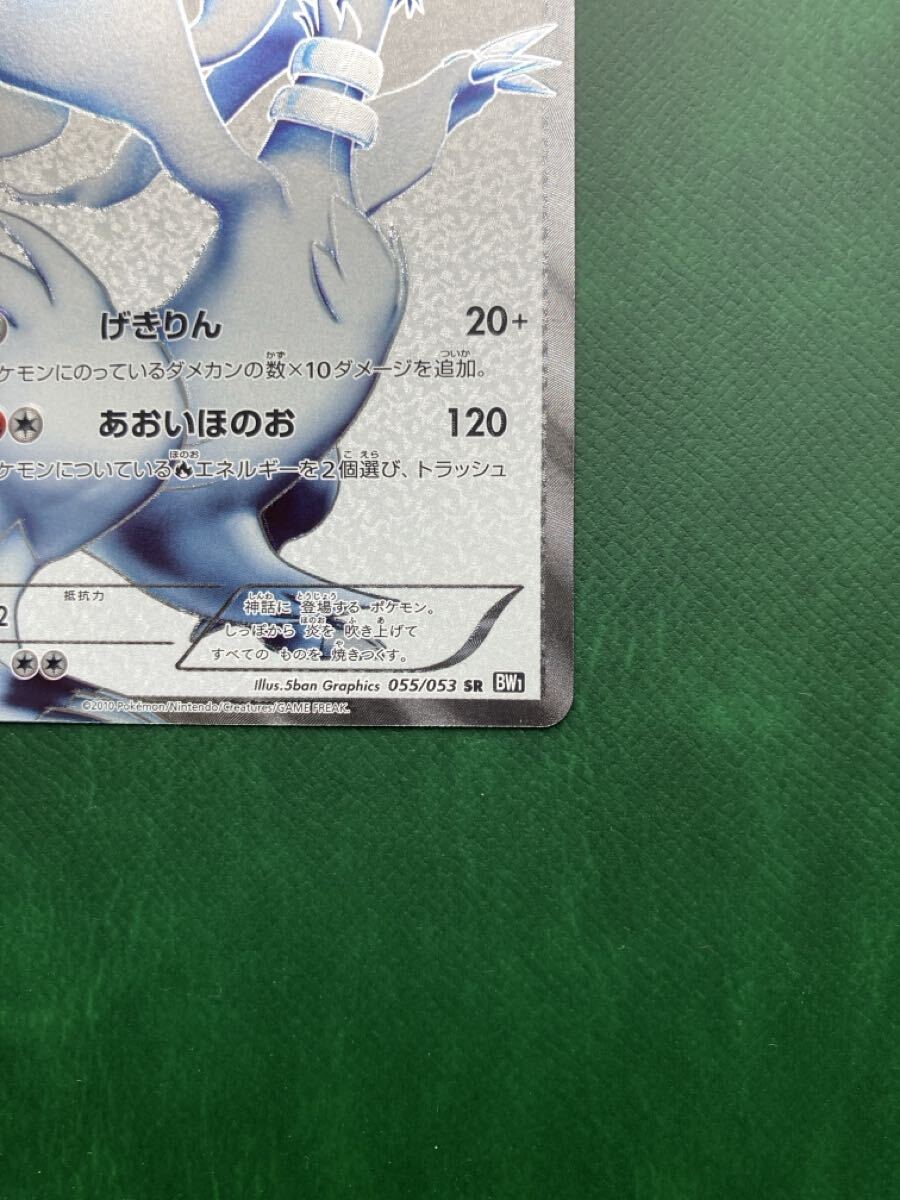 げきりん 20+
ケモンにのっているダメカンの数×10ダメージを追加。
あおいほのお 120
ケモンについているエネルギーを2個選び、トラッシュ
2
抵抗力
神話に 登場する ポケモン。
しっぽから 炎を 吹き上げて
すべての ものを 焼きつくす。
Illus.5ban Graphics 055/053 SR BW1
©2010 Pokémon/Nintendo/Creatures/GAME FREAK.